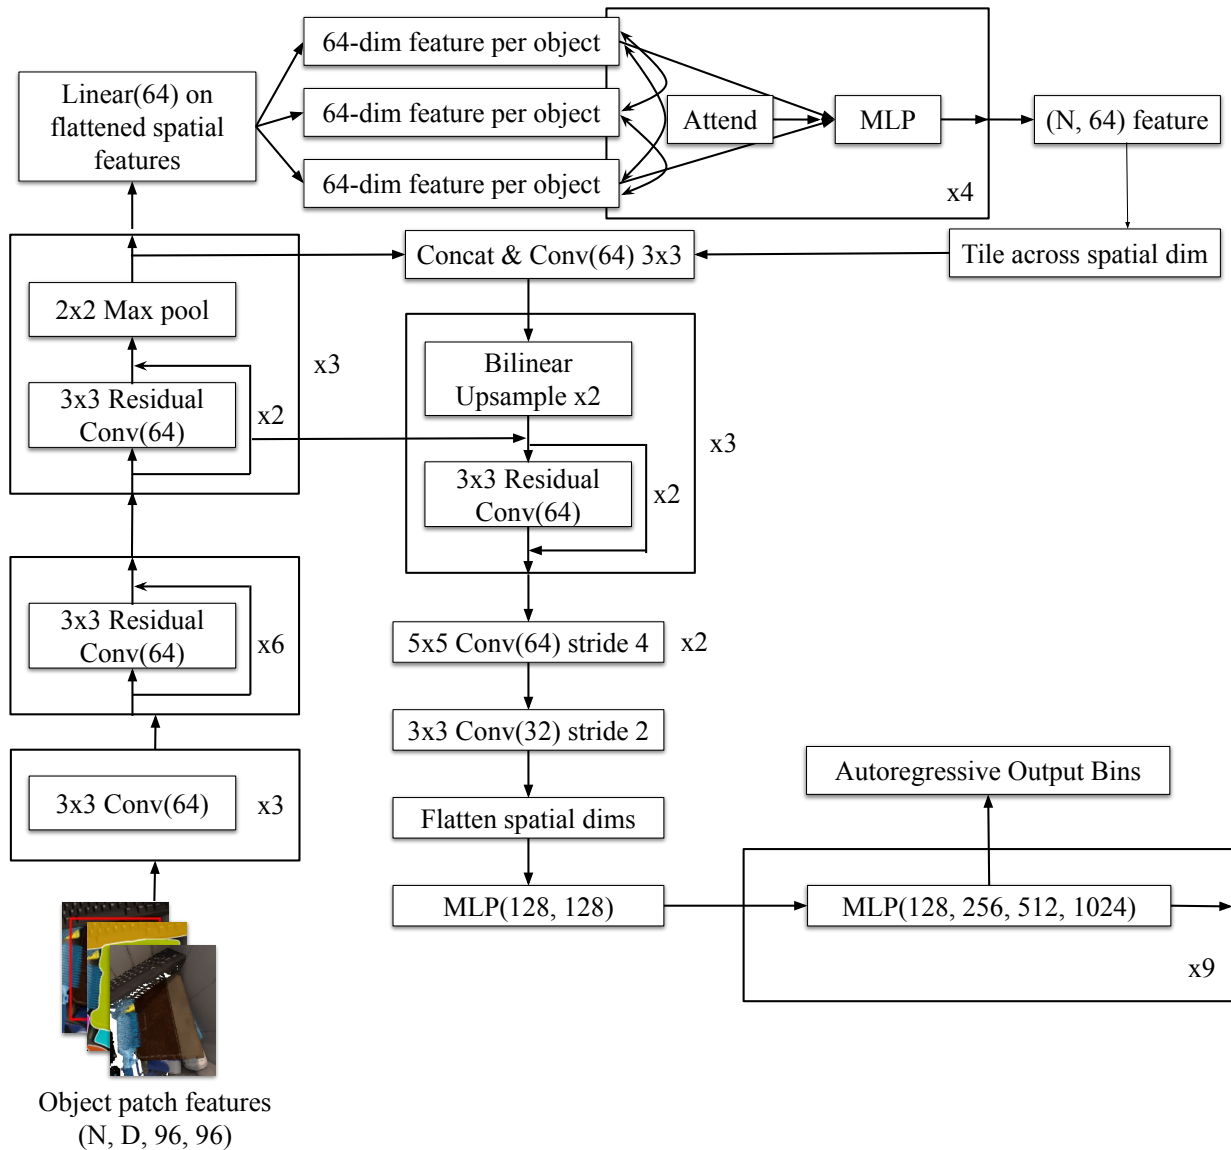 64-dim feature per object
Linear(64) on
flattened spatial
features
64-dim feature per object
Attend
MLP
(N, 64) feature
64-dim feature per object
x4
Concat & Conv(64) 3x3
Tile across spatial dim
2x2 Max pool
x3
Bilinear
Upsample x2
3x3 Residual
Conv(64)
x2
x3
3x3 Residual
Conv(64)
x2
3x3 Residual
Conv(64)
x6
5x5 Conv(64) stride 4
x2
3x3 Conv(32) stride 2
3x3 Conv(64)
x3
Autoregressive Output Bins
Flatten spatial dims
MLP(128, 128)
MLP(128, 256, 512, 1024)
x9
Object patch features
(N, D, 96, 96)